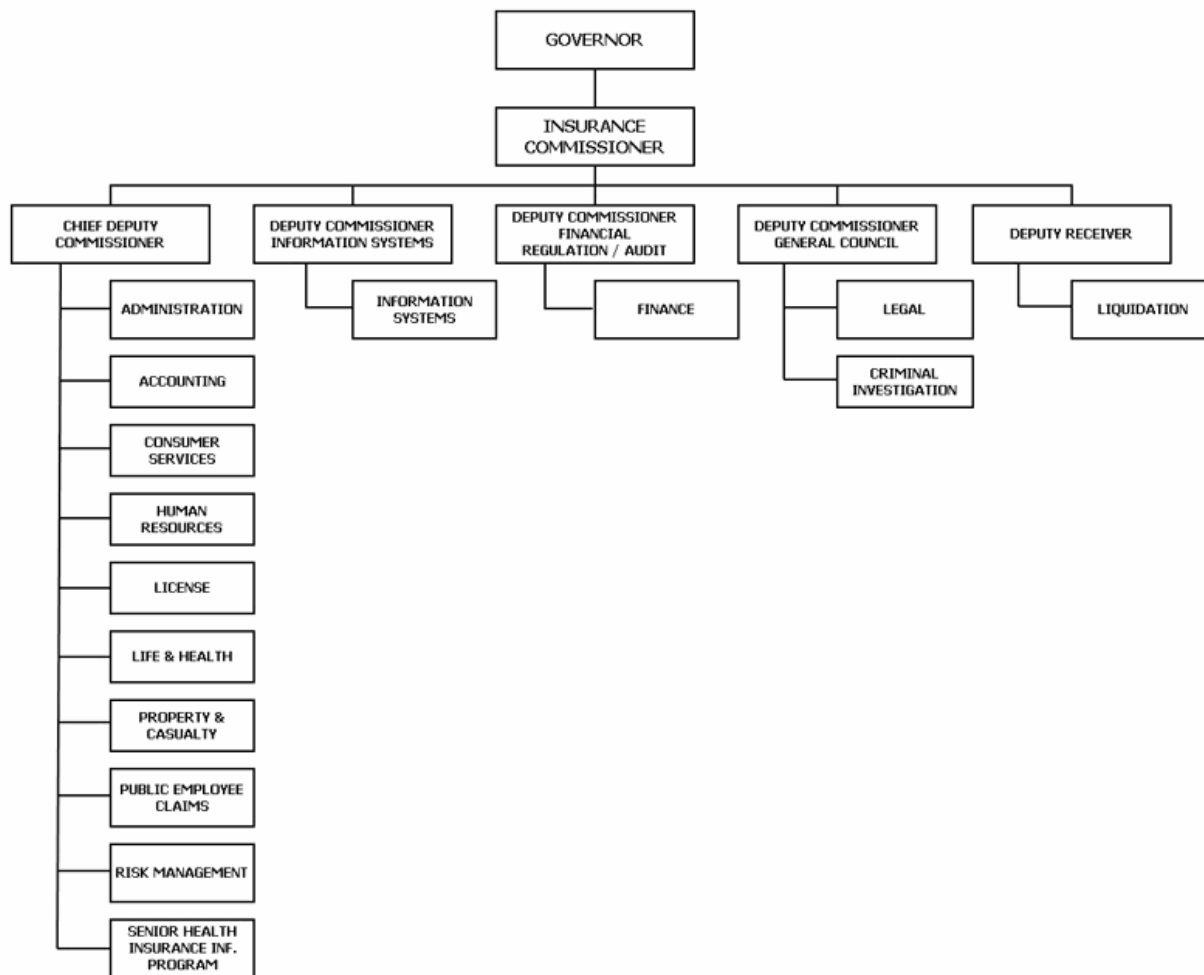 GOVERNOR
INSURANCE
COMMISSIONER
CHIEF DEPUTY
COMMISSIONER
DEPUTY COMMISSIONER
INFORMATION SYSTEMS
DEPUTY COMMISSIONER
FINANCIAL
REGULATION / AUDIT
DEPUTY COMMISSIONER
GENERAL COUNCIL
DEPUTY RECEIVER
ADMINISTRATION
INFORMATION
SYSTEMS
FINANCE
LEGAL
LIQUIDATION
ACCOUNTING
CRIMINAL
INVESTIGATION
CONSUMER
SERVICES
HUMAN
RESOURCES
LICENSE
LIFE & HEALTH
PROPERTY &
CASUALTY
PUBLIC EMPLOYEE
CLAIMS
RISK MANAGEMENT
SENIOR HEALTH
INSURANCE INF.
PROGRAM